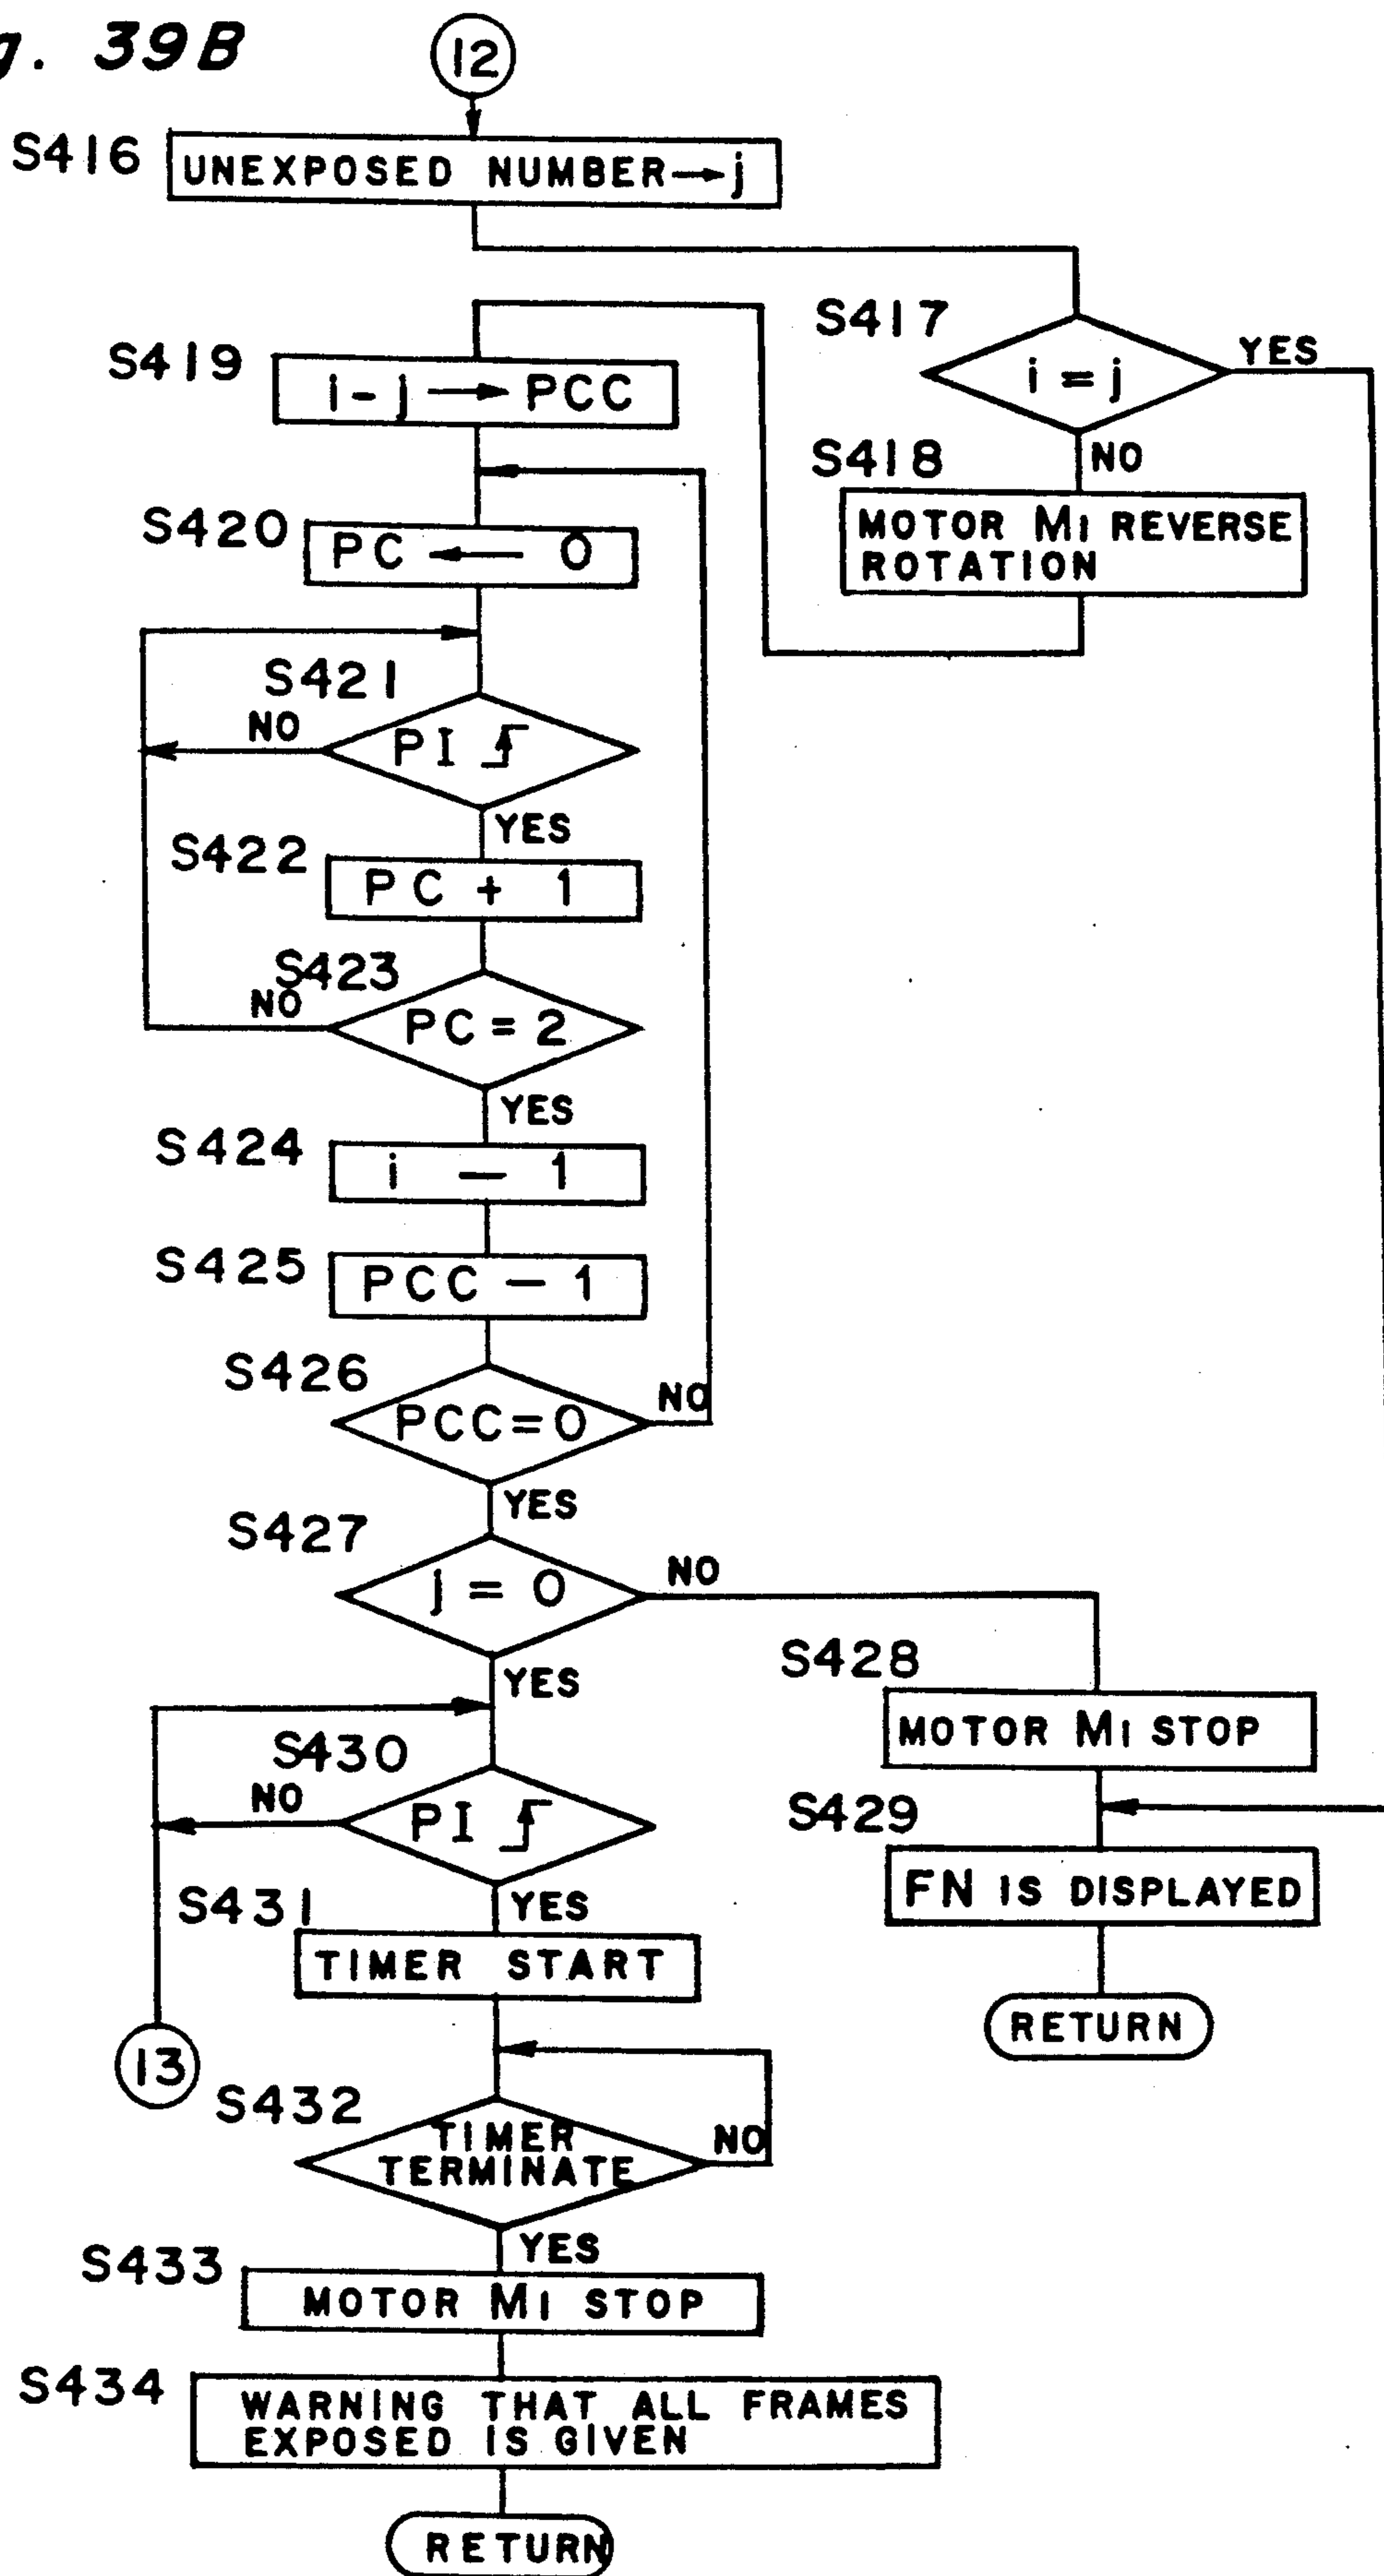 g. 39B
12
S416
UNEXPOSED NUMBER→j
S417
i = j
YES
NO
S418
MOTOR M1 REVERSE
ROTATION
S419
i - j → PCC
S420
PC ← 0
S421
PI
NO
YES
S422
PC + 1
S423
NO
PC = 2
YES
S424
i — 1
S425
PCC — 1
S426
PCC = 0
NO
YES
S427
j = 0
NO
YES
S428
MOTOR M1 STOP
S429
FN IS DISPLAYED
RETURN
S430
NO
PI
YES
S431
TIMER START
13
S432
TIMER
TERMINATE
NO
YES
S433
MOTOR M1 STOP
S434
WARNING THAT ALL FRAMES
EXPOSED IS GIVEN
RETURN